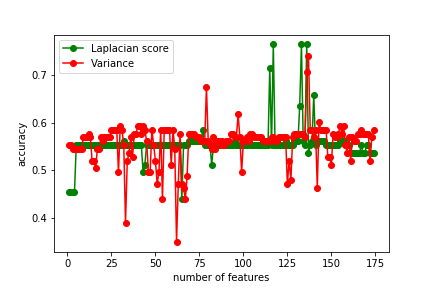 Laplacian score
Variance
accuracy
0.7
0.6
0.5
0.4
0 25 50 75 100 125 150 175
number of features